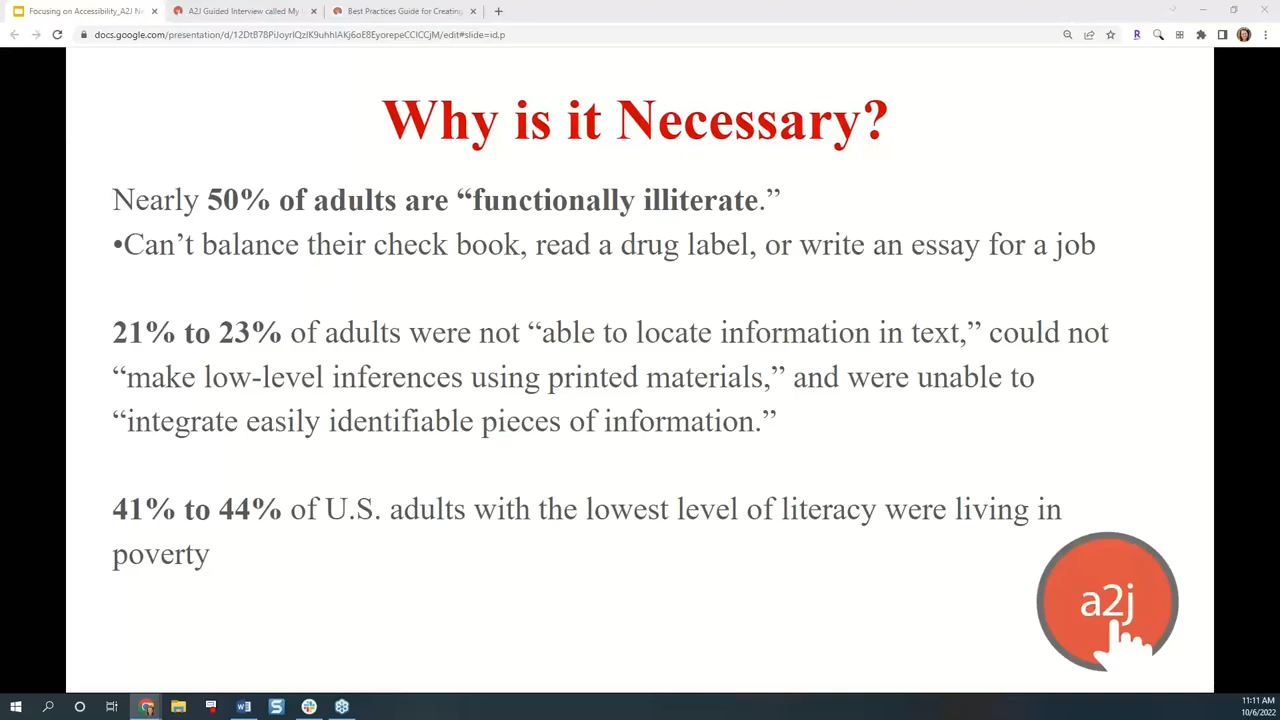 Focusing on Accessibility_A2J Ne
A2J Guided Interview called My
Best Practices Guide for Creating
docs.google.com/presentation/d/12DtB78PiJoyrIQzIK9uhhIAKj6oE8EyorepeCCICCjM/edit#slide=id.p
Why is it Necessary?
Nearly 50% of adults are “functionally illiterate.”
•Can’t balance their check book, read a drug label, or write an essay for a job
21% to 23% of adults were not “able to locate information in text,” could not
“make low-level inferences using printed materials,” and were unable to
“integrate easily identifiable pieces of information.”
41% to 44% of U.S. adults with the lowest level of literacy were living in
poverty
a2j
11:11 AM
10/6/2022